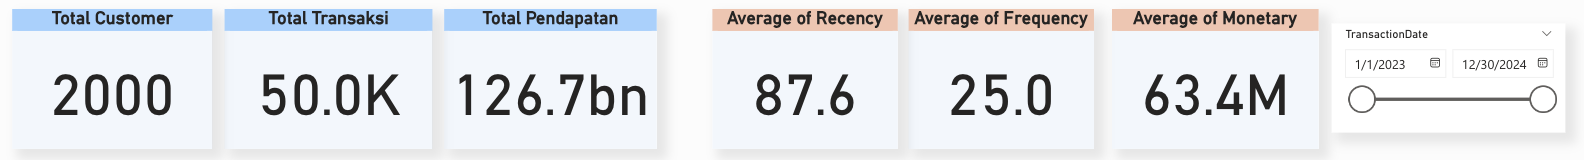 Total Customer
2000
Total Transaksi
50.0K
Total Pendapatan
126.7bn
Average of Recency
87.6
Average of Frequency
25.0
Average of Monetary
63.4M
TransactionDate
1/1/2023
12/30/2024